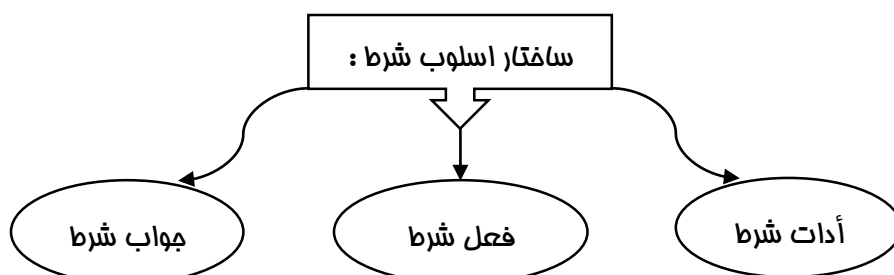 ساختار اسلوب شرط :
أدات شرط
فعل شرط
جواب شرط